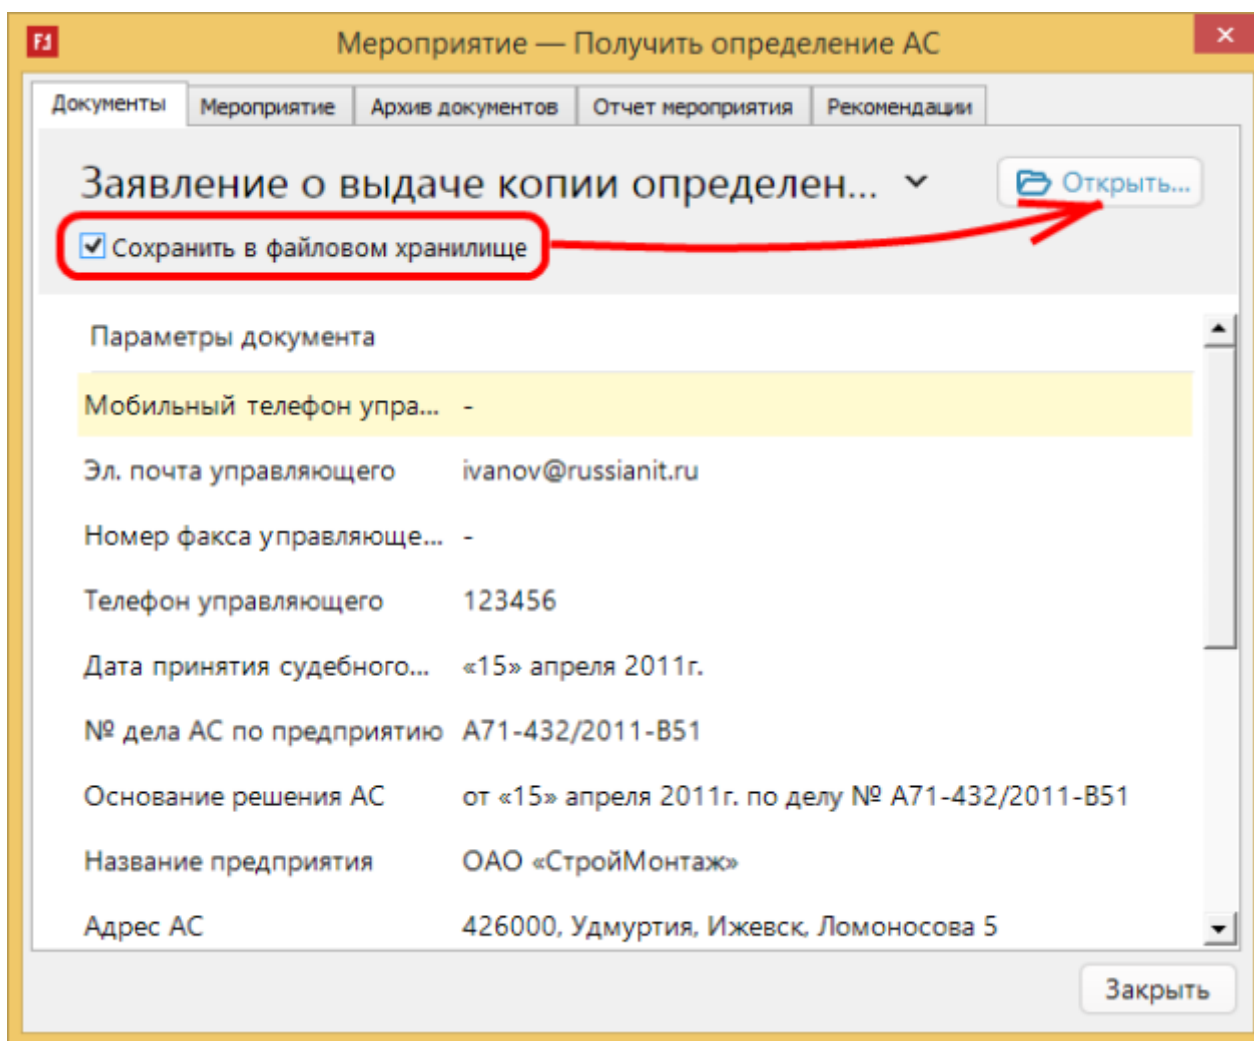 F1
Мероприятие — Получить определение АС
Документы Мероприятие Архив документов Отчет мероприятия Рекомендации
Заявление о выдаче копии определен... Открыть...
Сохранить в файловом хранилище
Параметры документа
Мобильный телефон упра... -
Эл. почта управляющего ivanov@russianit.ru
Номер факса управляюще... -
Телефон управляющего 123456
Дата принятия судебного... «15» апреля 2011г.
№ дела АС по предприятию А71-432/2011-В51
Основание решения АС от «15» апреля 2011г. по делу № А71-432/2011-В51
Название предприятия ОАО «СтройМонтаж»
Адрес АС 426000, Удмуртия, Ижевск, Ломоносова 5
Закрыть